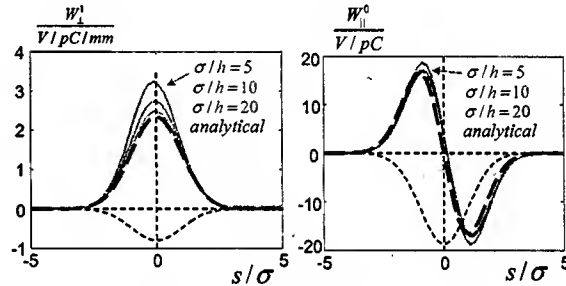 W⊥¹ / V/pC/mm
4
3
2
1
0
-1
-5
0
5
s/σ
σ/h = 5
σ/h = 10
σ/h = 20
analytical
W∥⁰ / V/pC
20
10
0
-10
-20
-5
0
5
s/σ
σ/h = 5
σ/h = 10
σ/h = 20
analytical